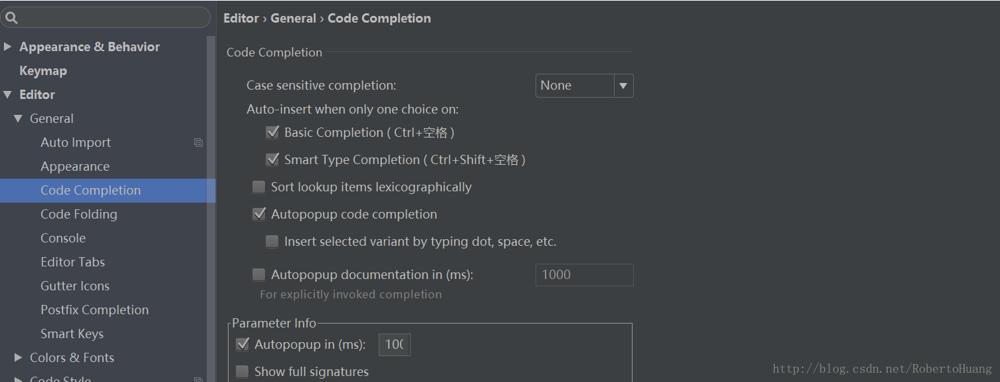 Editor › General › Code Completion
Appearance & Behavior
Keymap
Editor
General
Auto Import
Appearance
Code Completion
Code Folding
Console
Editor Tabs
Gutter Icons
Postfix Completion
Smart Keys
Colors & Fonts
Code Style
Code Completion
Case sensitive completion: None
Auto-insert when only one choice on:
Basic Completion ( Ctrl+空格 )
Smart Type Completion ( Ctrl+Shift+空格 )
Sort lookup items lexicographically
Autopopup code completion
Insert selected variant by typing dot, space, etc.
Autopopup documentation in (ms): 1000
For explicitly invoked completion
Parameter Info
Autopopup in (ms):
Show full signatures
http://blog.csdn.net/RobertoHuang